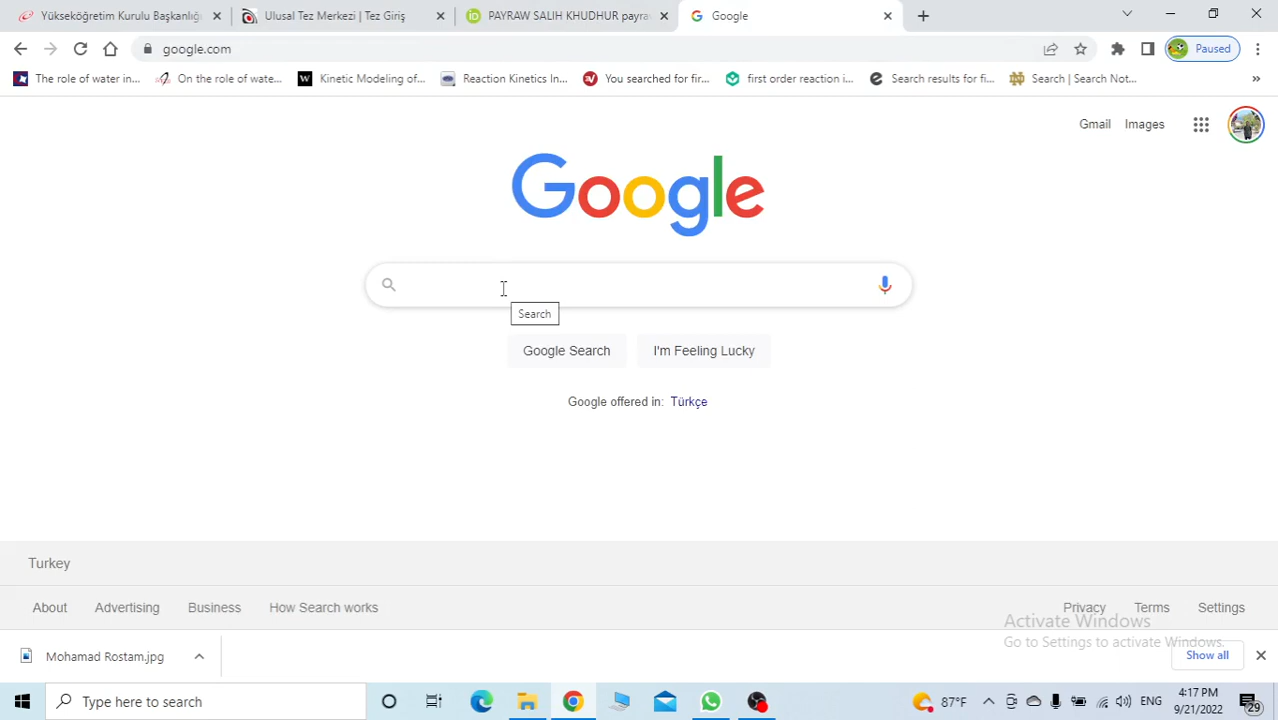 Yükseköğretim Kurulu Başkanlığı
Ulusal Tez Merkezi | Tez Giriş
PAYRAW SALIH KHUDHUR payra
Google
google.com
Paused
The role of water in...
On the role of wate...
Kinetic Modeling of...
Reaction Kinetics In...
You searched for fir...
first order reaction i...
Search results for fi...
Search | Search Not...
»
Gmail
Images
Google
Search
Google Search
I'm Feeling Lucky
Google offered in: Türkçe
Turkey
About
Advertising
Business
How Search works
Privacy
Terms
Settings
Activate Windows
Go to Settings to activate Windows.
Mohamad Rostam.jpg
Show all
Type here to search
87°F
ENG
4:17 PM
9/21/2022
29